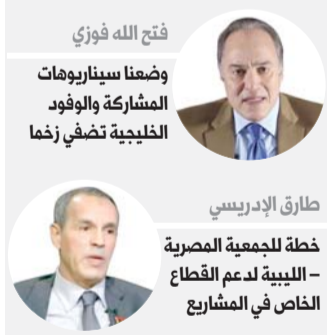 فتح الله فوزي
وضعنا سيناريوهات
المشاركة والوفود
الخليجية تضفي زخما
طارق الإدريسي
خطة للجمعية المصرية
– الليبية لدعم القطاع
الخاص في المشاريع